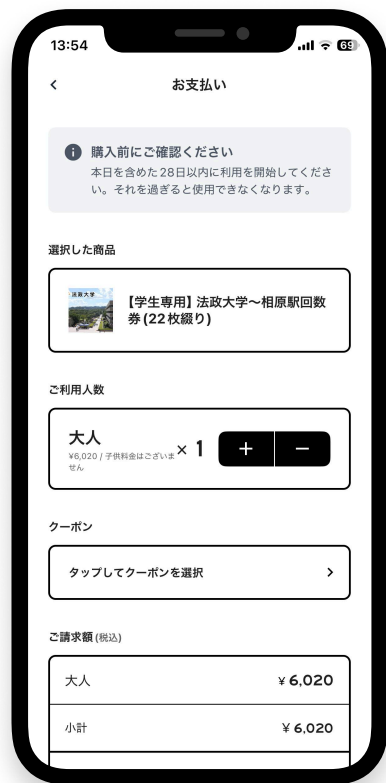 13:54
69
お支払い
購入前にご確認ください
本日を含めた28日以内に利用を開始してくださ
い。それを過ぎると使用できなくなります。
選択した商品
法政大学
【学生専用】法政大学〜相原駅回数
券(22枚綴り)
ご利用人数
大人
¥6,020 / 子供料金はございま
せん
× 1
+ −
クーポン
タップしてクーポンを選択
ご請求額(税込)
大人 ¥6,020
小計 ¥6,020